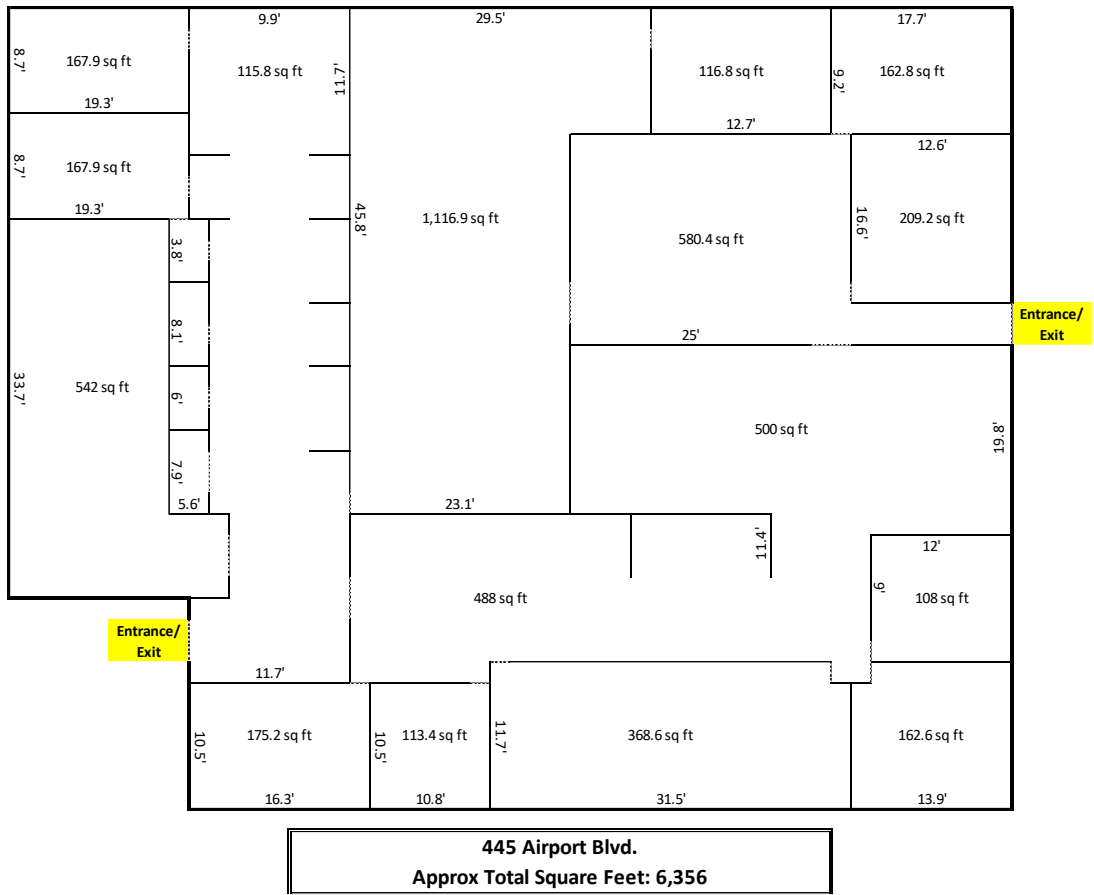 9.9'
29.5'
17.7'
8.7'
167.9 sq ft
115.8 sq ft
11.7'
116.8 sq ft
9.2'
162.8 sq ft
19.3'
12.7'
12.6'
8.7'
167.9 sq ft
19.3'
45.8'
1,116.9 sq ft
580.4 sq ft
16.6'
209.2 sq ft
3.8'
8.1'
25'
Entrance/
Exit
33.7'
542 sq ft
6'
500 sq ft
19.8'
7.9'
5.6'
23.1'
11.4'
12'
488 sq ft
9'
108 sq ft
Entrance/
Exit
11.7'
10.5'
175.2 sq ft
10.5'
113.4 sq ft
11.7'
368.6 sq ft
162.6 sq ft
16.3'
10.8'
31.5'
13.9'
445 Airport Blvd.
Approx Total Square Feet: 6,356